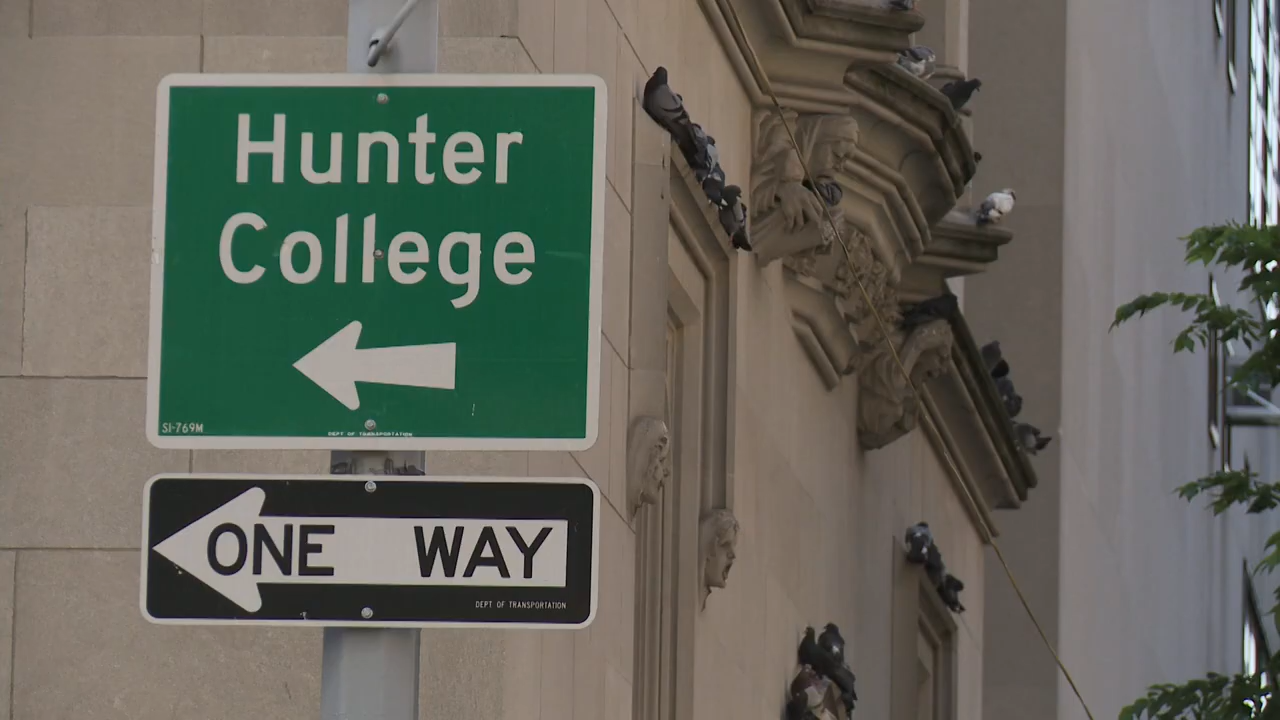 Hunter
College
SI-769M
DEPT OF TRANSPORTATION
ONE WAY
DEPT OF TRANSPORTATION